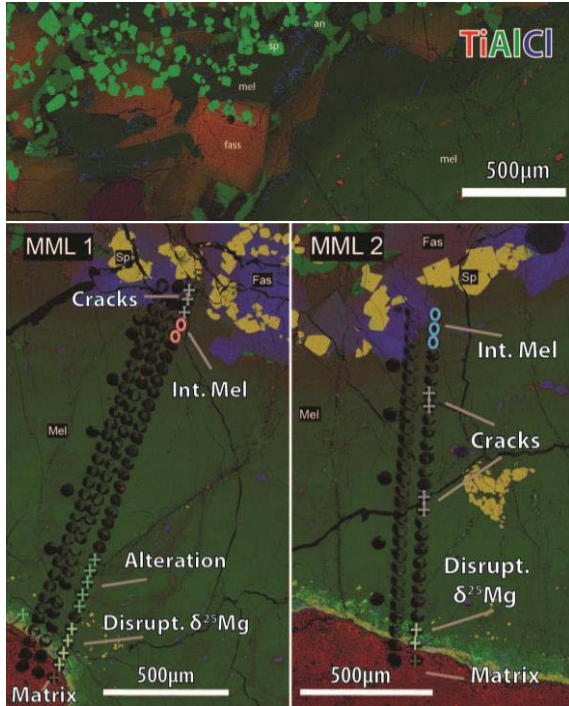 an
sp
TiAlCl
mel
fass
mel
500µm
MML 1
Sp
Cracks
Fas
Int. Mel
Mel
Alteration
Disrupt. δ²⁵Mg
500µm
Matrix
MML 2
Fas
Sp
Int. Mel
Mel
Cracks
Disrupt.
δ²⁵Mg
500µm
Matrix